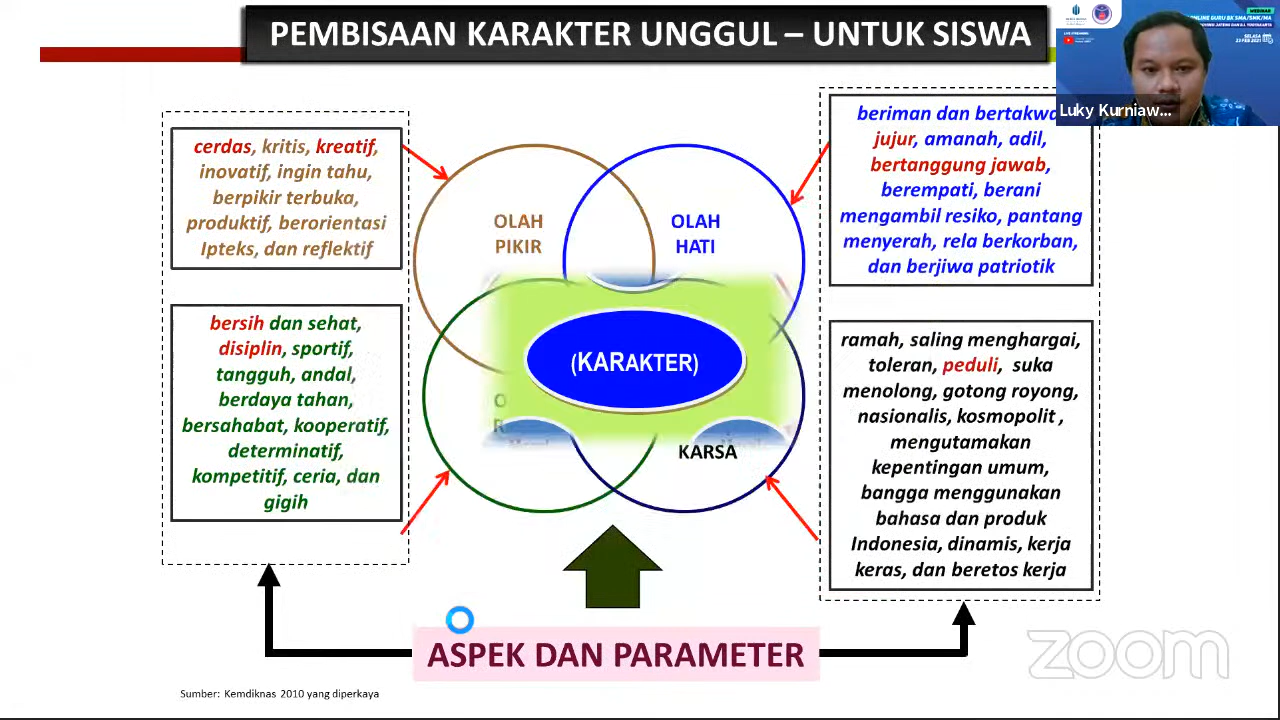 PEMBISAAN KARAKTER UNGGUL – UNTUK SISWA
WEBINAR
SELASA
23 FEB 2021
Luky Kurniaw...
cerdas, kritis, kreatif,
inovatif, ingin tahu,
berpikir terbuka,
produktif, berorientasi
Ipteks, dan reflektif
bersih dan sehat,
disiplin, sportif,
tangguh, andal,
berdaya tahan,
bersahabat, kooperatif,
determinatif,
kompetitif, ceria, dan
gigih
OLAH
PIKIR
OLAH
HATI
(KARAKTER)
O
R
KARSA
beriman dan bertakwa
jujur, amanah, adil,
bertanggung jawab,
berempati, berani
mengambil resiko, pantang
menyerah, rela berkorban,
dan berjiwa patriotik
ramah, saling menghargai,
toleran, peduli, suka
menolong, gotong royong,
nasionalis, kosmopolit ,
mengutamakan
kepentingan umum,
bangga menggunakan
bahasa dan produk
Indonesia, dinamis, kerja
keras, dan beretos kerja
ASPEK DAN PARAMETER
Sumber: Kemdiknas 2010 yang diperkaya
zoom